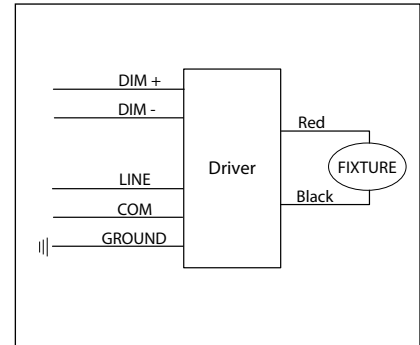 DIM +
DIM -
LINE
COM
GROUND
Driver
Red
FIXTURE
Black